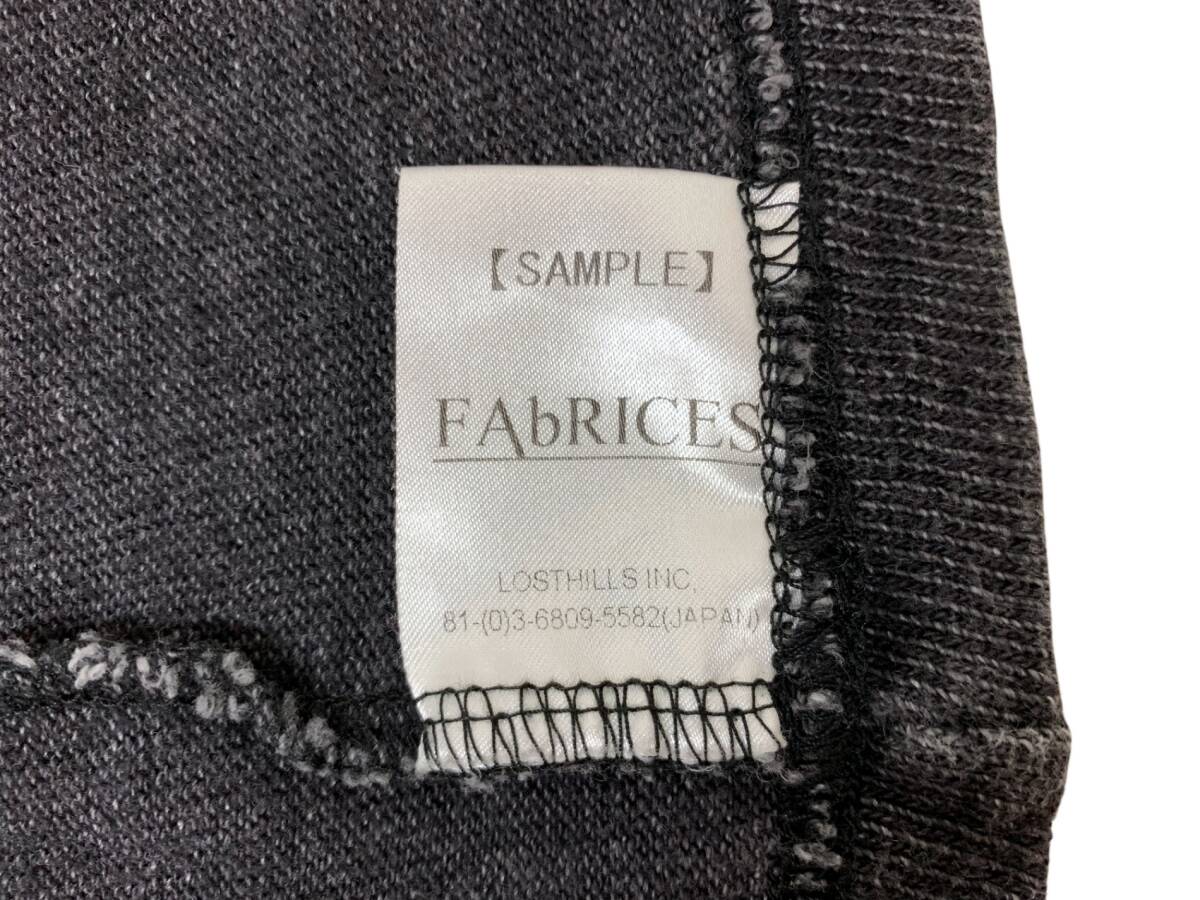 【SAMPLE】
FAbRICES
LOSTHILLS INC,
81-(0)3-6809-5582(JAPAN)